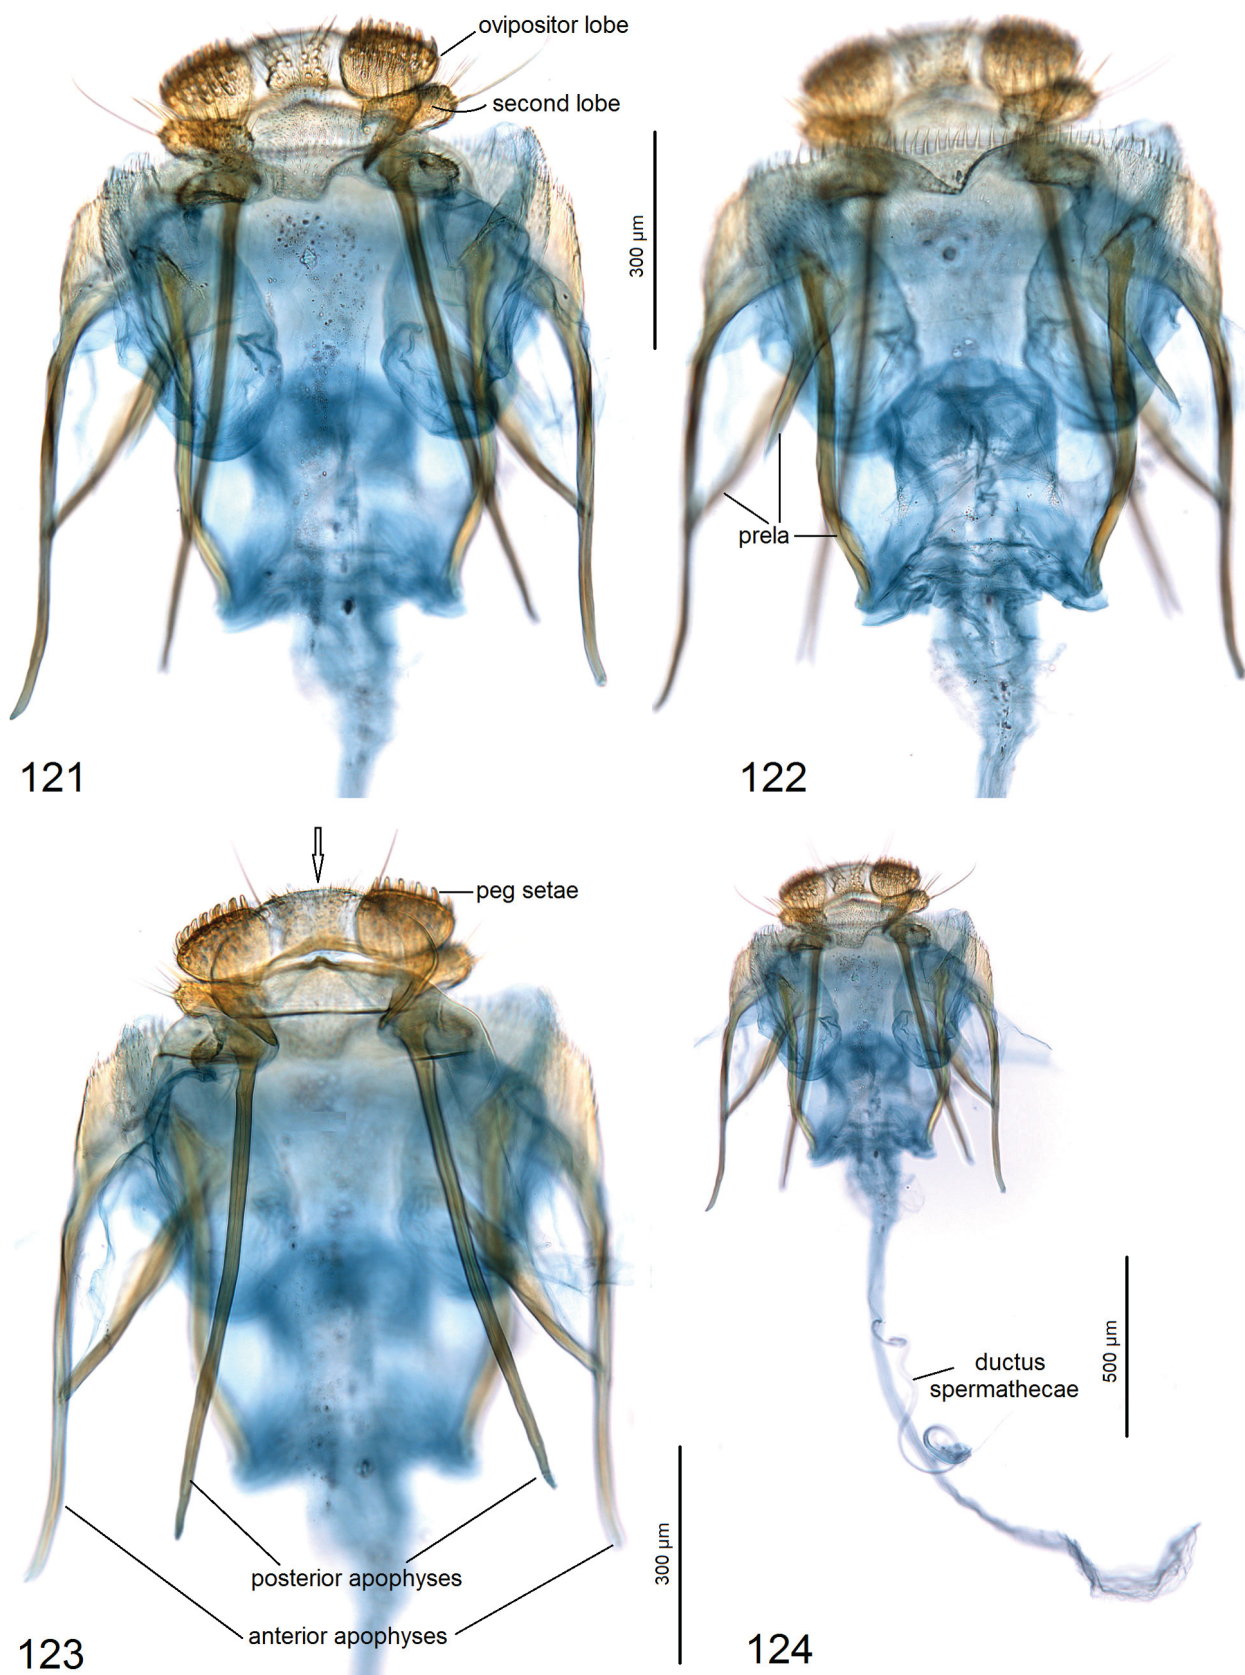 ovipositor lobe
second lobe
300 µm
prela
121
122
peg setae
ductus
spermathecae
500 µm
300 µm
posterior apophyses
anterior apophyses
123
124